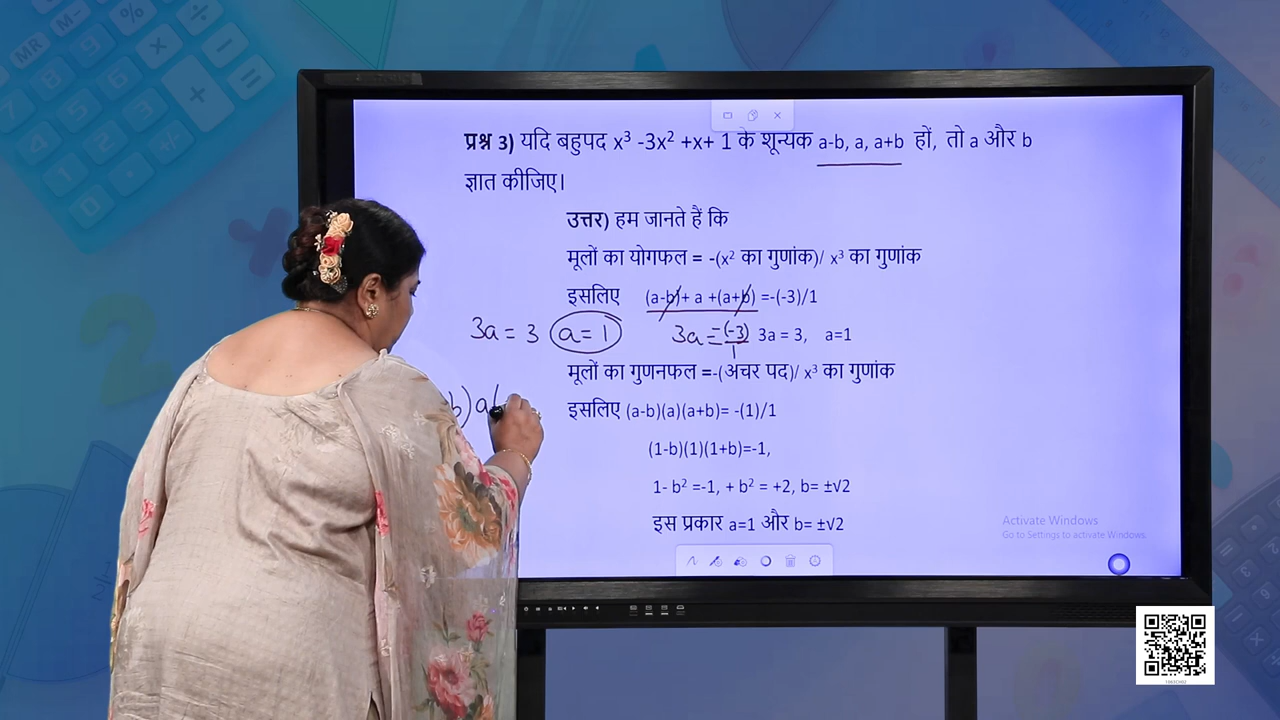 प्रश्न 3) यदि बहुपद x³ -3x² +x+ 1 के शून्यक a-b, a, a+b हों, तो a और b
ज्ञात कीजिए।
उत्तर) हम जानते हैं कि
मूलों का योगफल = -(x² का गुणांक)/ x³ का गुणांक
इसलिए (a-b)+ a +(a+b) =-(-3)/1
3a = 3 a = 1 3a = (-3)/1 3a = 3, a=1
मूलों का गुणनफल =-(अचर पद)/ x³ का गुणांक
b)a( इसलिए (a-b)(a)(a+b)= -(1)/1
(1-b)(1)(1+b)=-1,
1- b² =-1, + b² = +2, b= ±√2
इस प्रकार a=1 और b= ±√2
Activate Windows
Go to Settings to activate Windows.